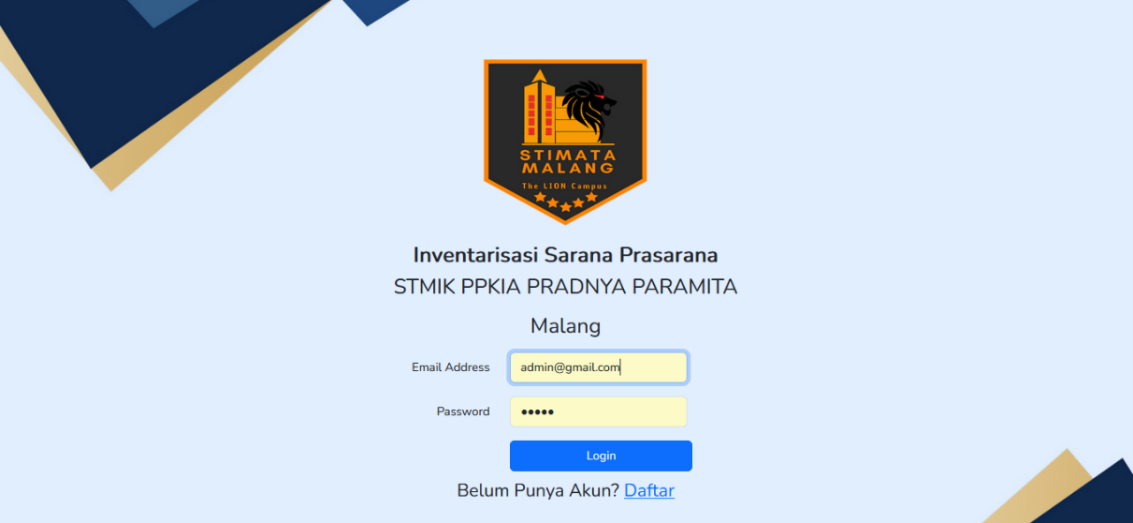 STIMATA
MALANG
The LION Campus
Inventarisasi Sarana Prasarana
STMIK PPKIA PRADNYA PARAMITA
Malang
Email Address admin@gmail.com
Password •••••
Login
Belum Punya Akun? Daftar